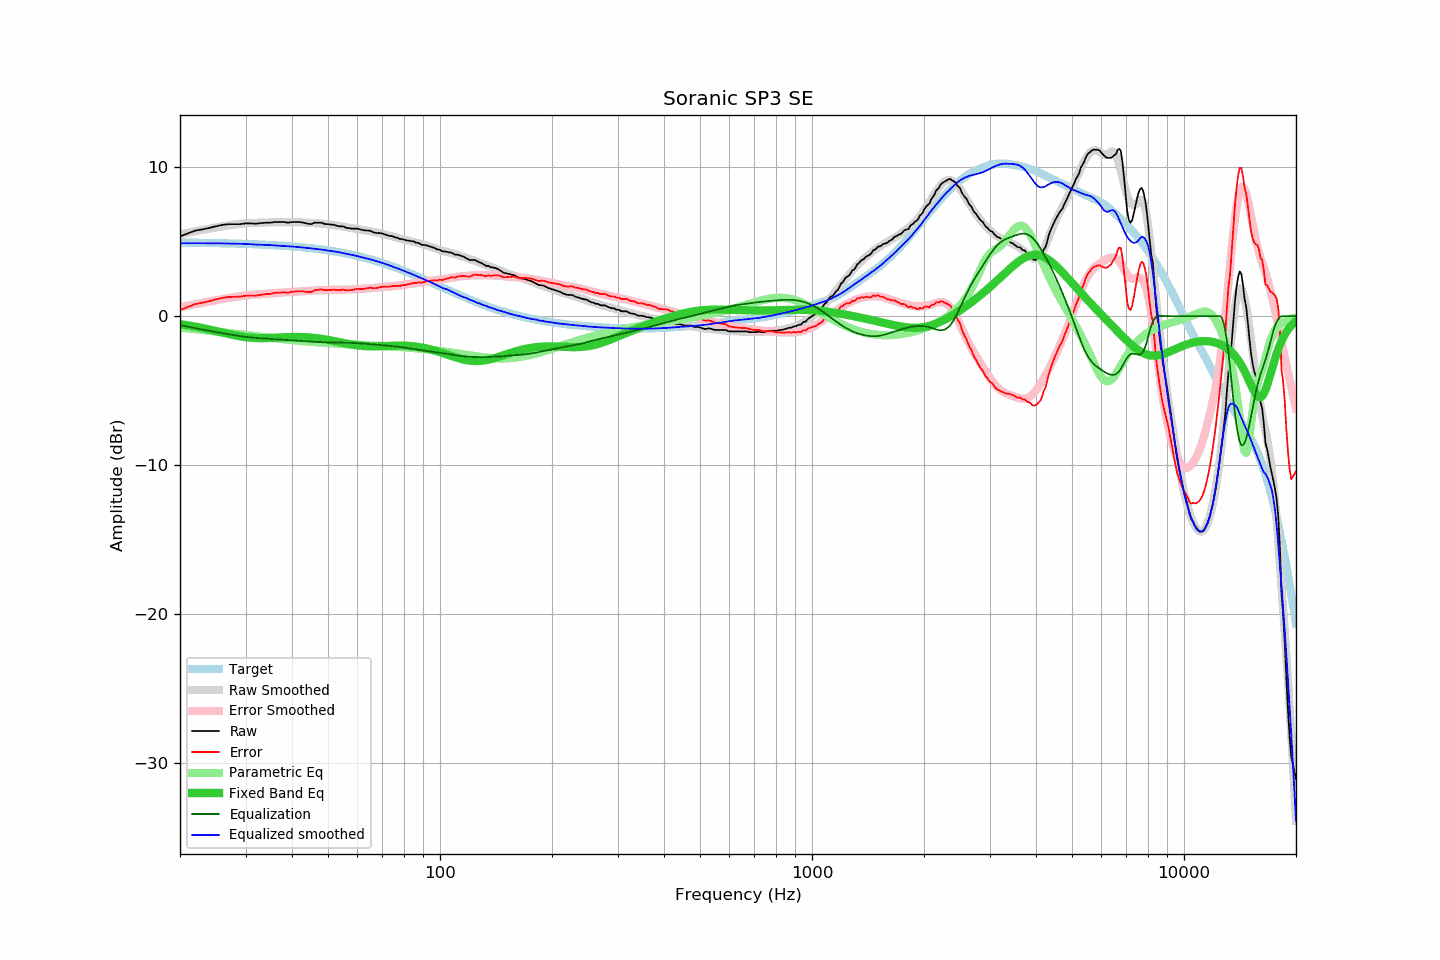 Soranic SP3 SE
Amplitude (dBr)
10
0
−10
−20
−30
Target
Raw Smoothed
Error Smoothed
Raw
Error
Parametric Eq
Fixed Band Eq
Equalization
Equalized smoothed
100 1000 10000
Frequency (Hz)